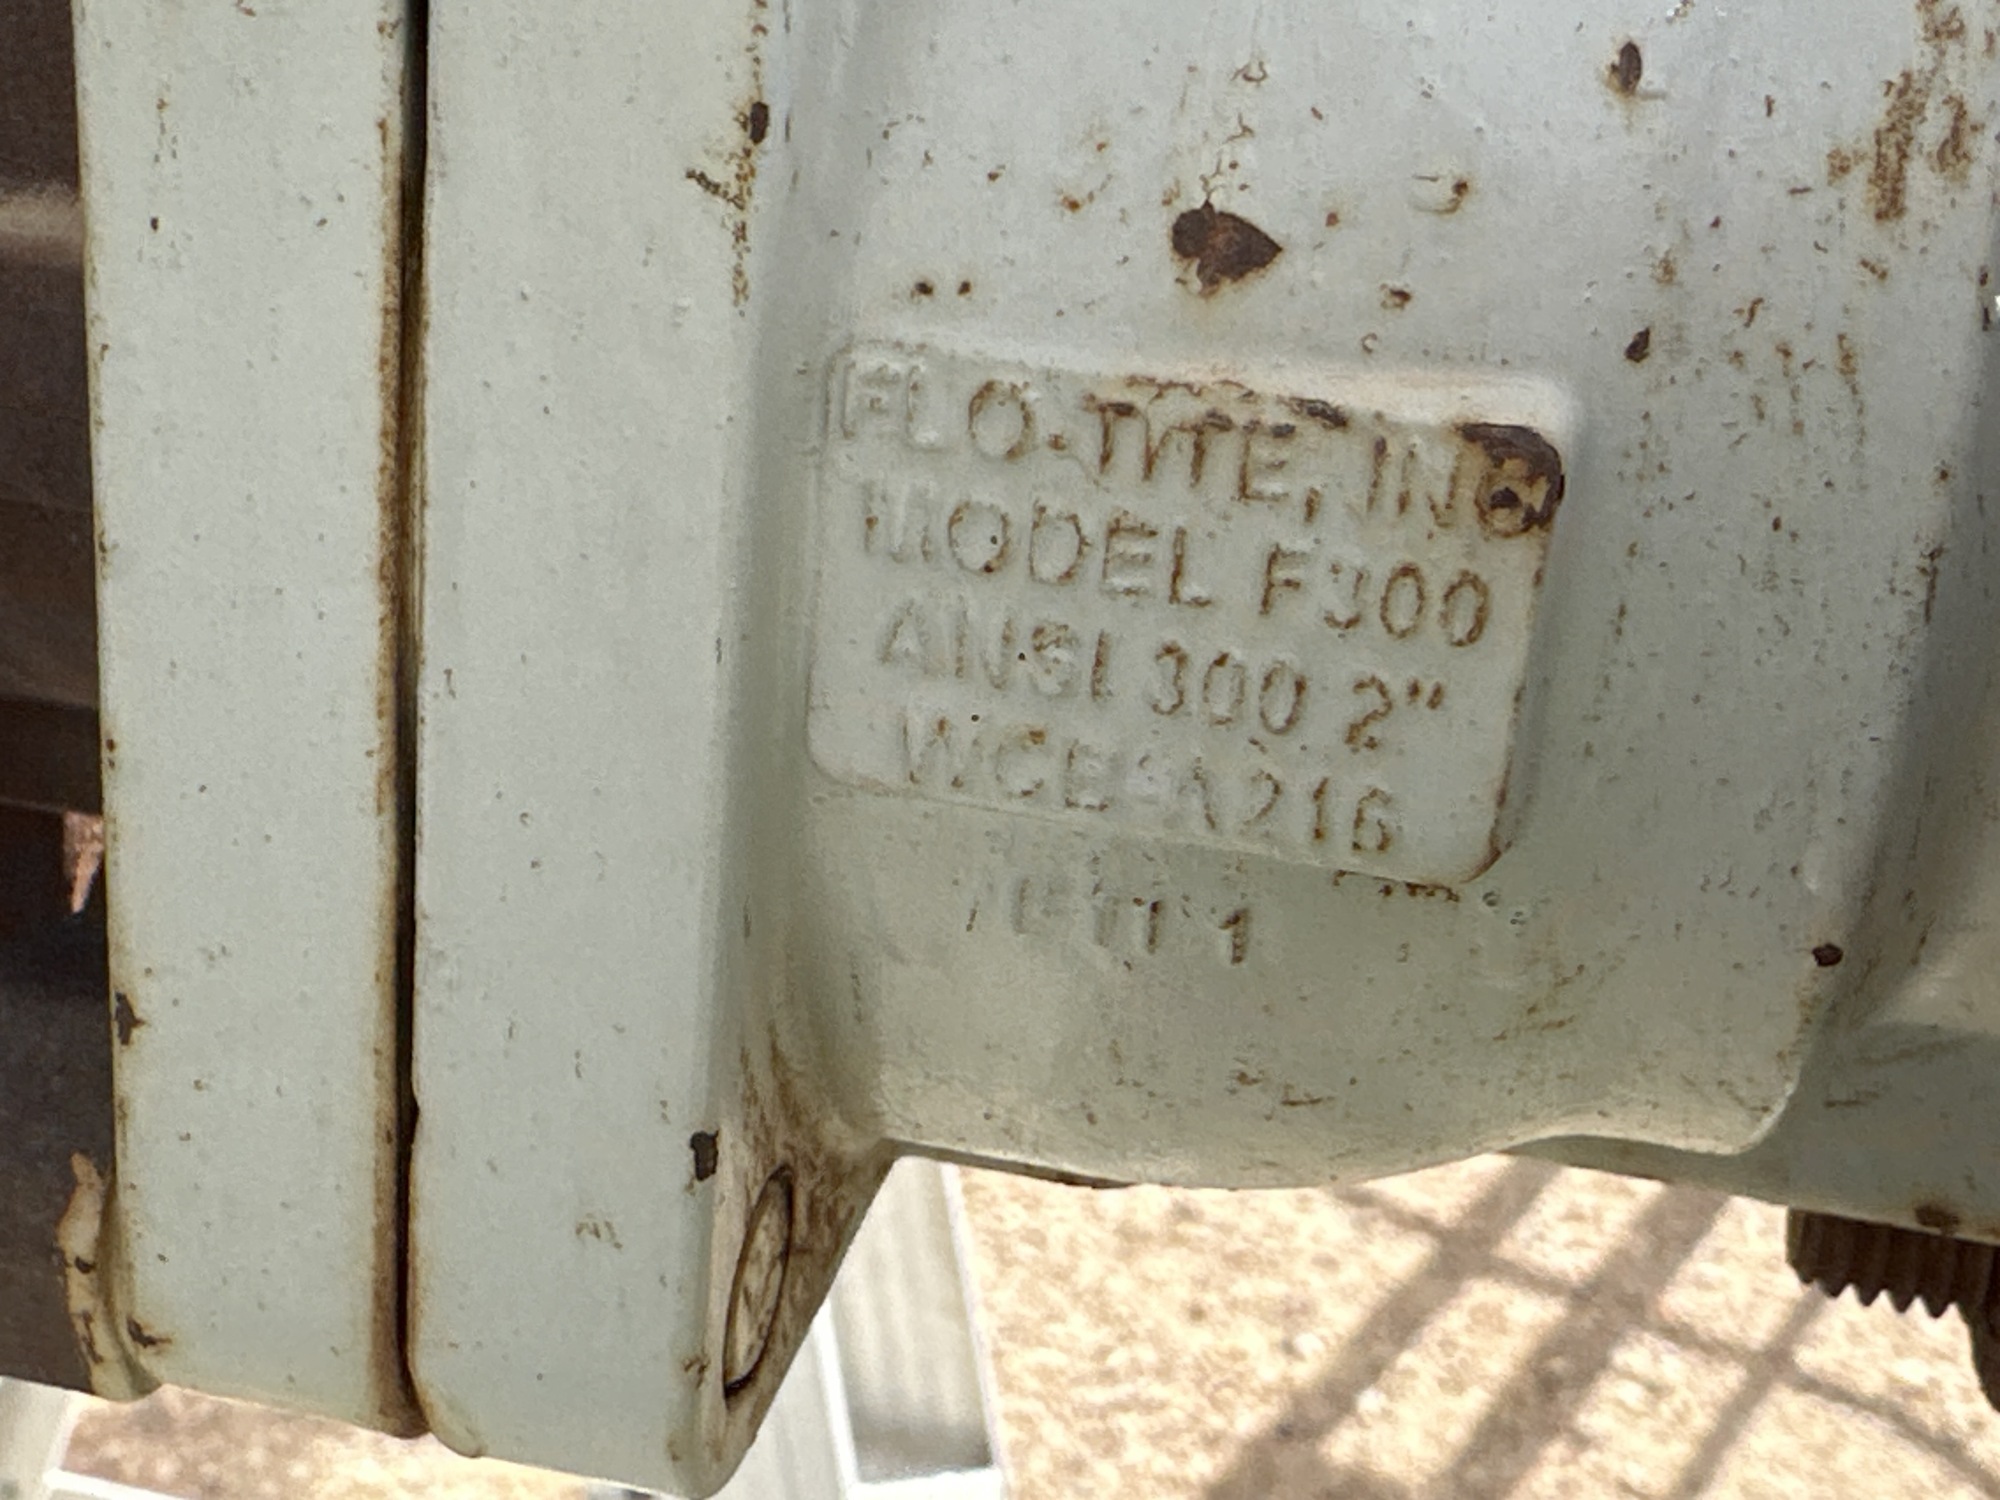 FLO-TITE, INC
MODEL F300
ANSI 300 2"
WCB-A216